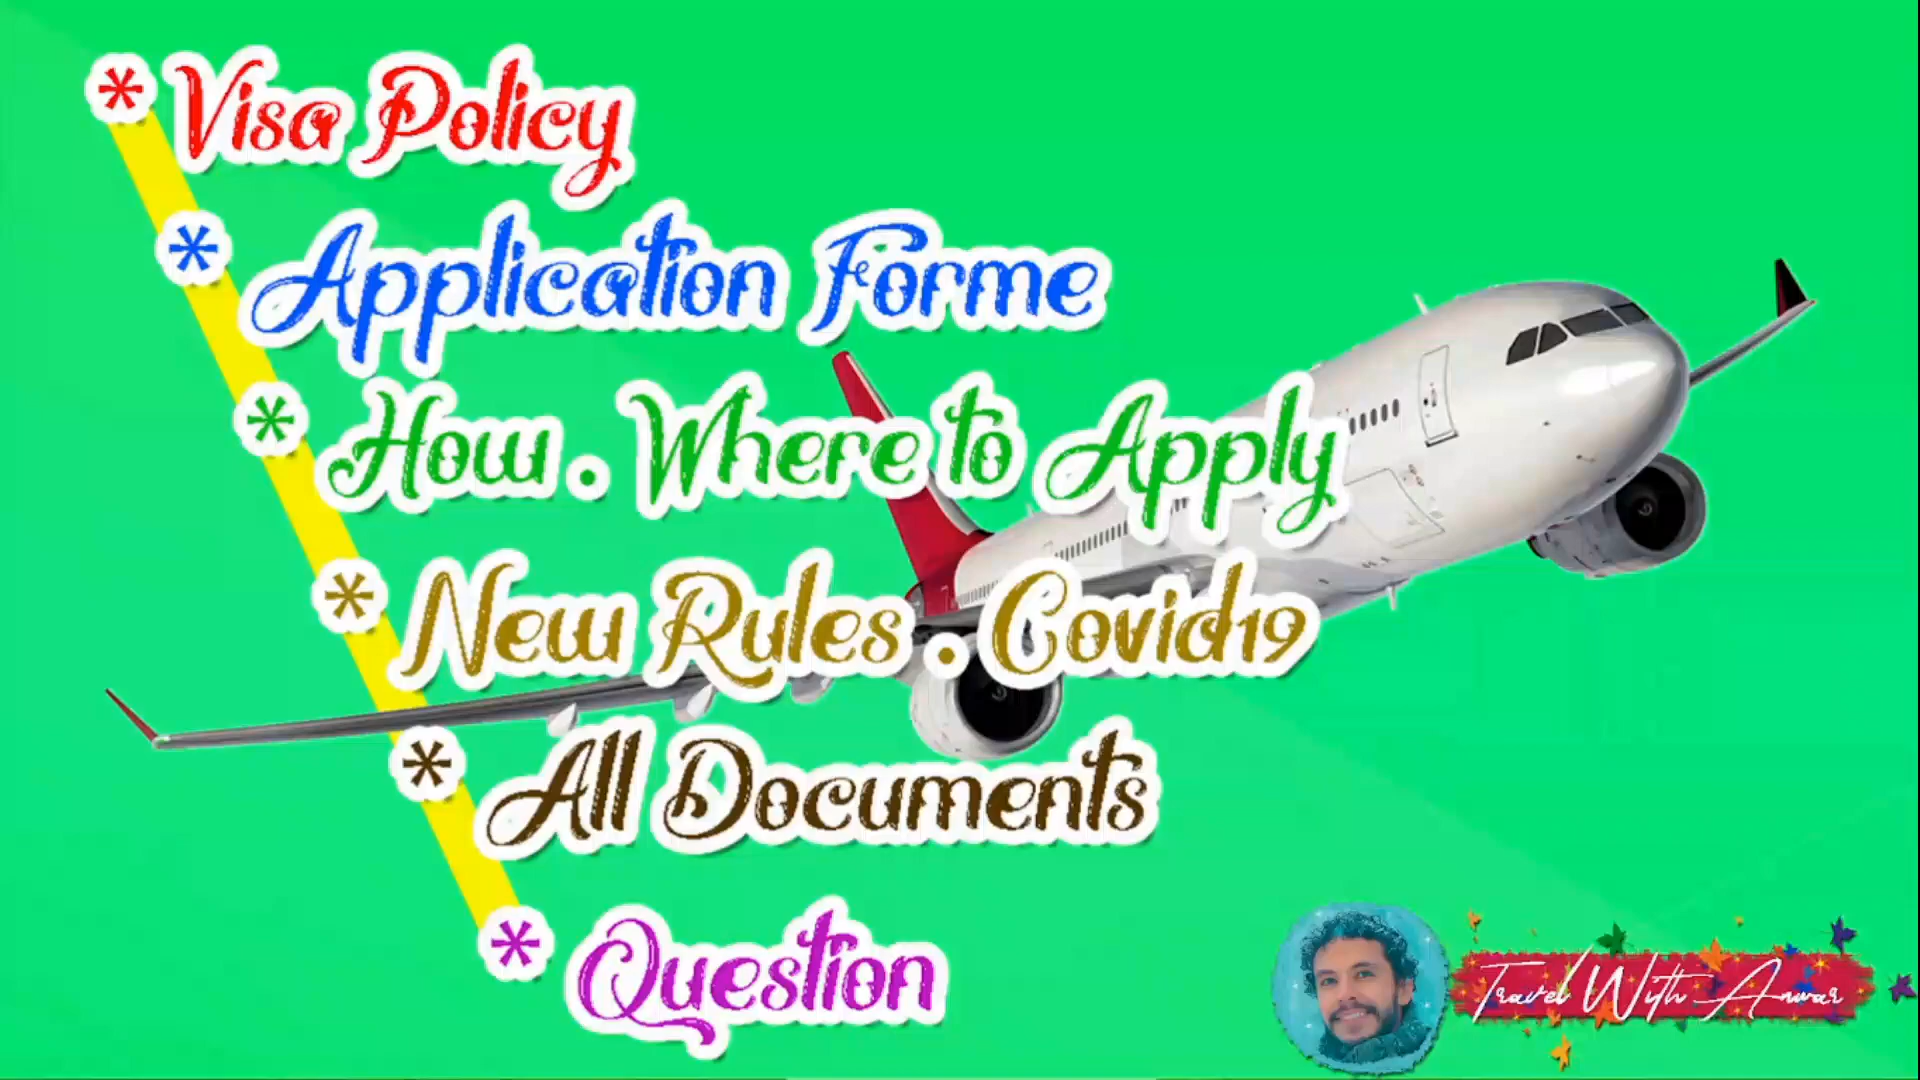 * Visa Policy
* Application Forme
* How . Where to Apply
* New Rules . Covid19
* All Documents
* Question
Travel With Anwar